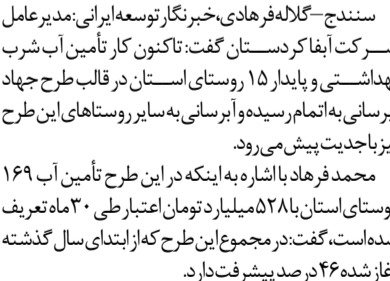 سنندج-گلاله فرهادی، خبرنگار توسعه ایرانی: مدیرعامل
شرکت آبفا کردستان گفت: تاکنون کار تأمین آب شرب
بهداشتی و پایدار ۱۵ روستای استان در قالب طرح جهاد
آبرسانی به اتمام رسیده و آبرسانی به سایر روستاهای این طرح
نیز با جدیت پیش می‌رود.
محمد فرهاد با اشاره به اینکه در این طرح تأمین آب ۱۶۹
روستای استان با ۵۲۸ میلیارد تومان اعتبار طی ۳۰ ماه تعریف
شده است، گفت: در مجموع این طرح که از ابتدای سال گذشته
آغاز شده ۴۶ درصد پیشرفت دارد.